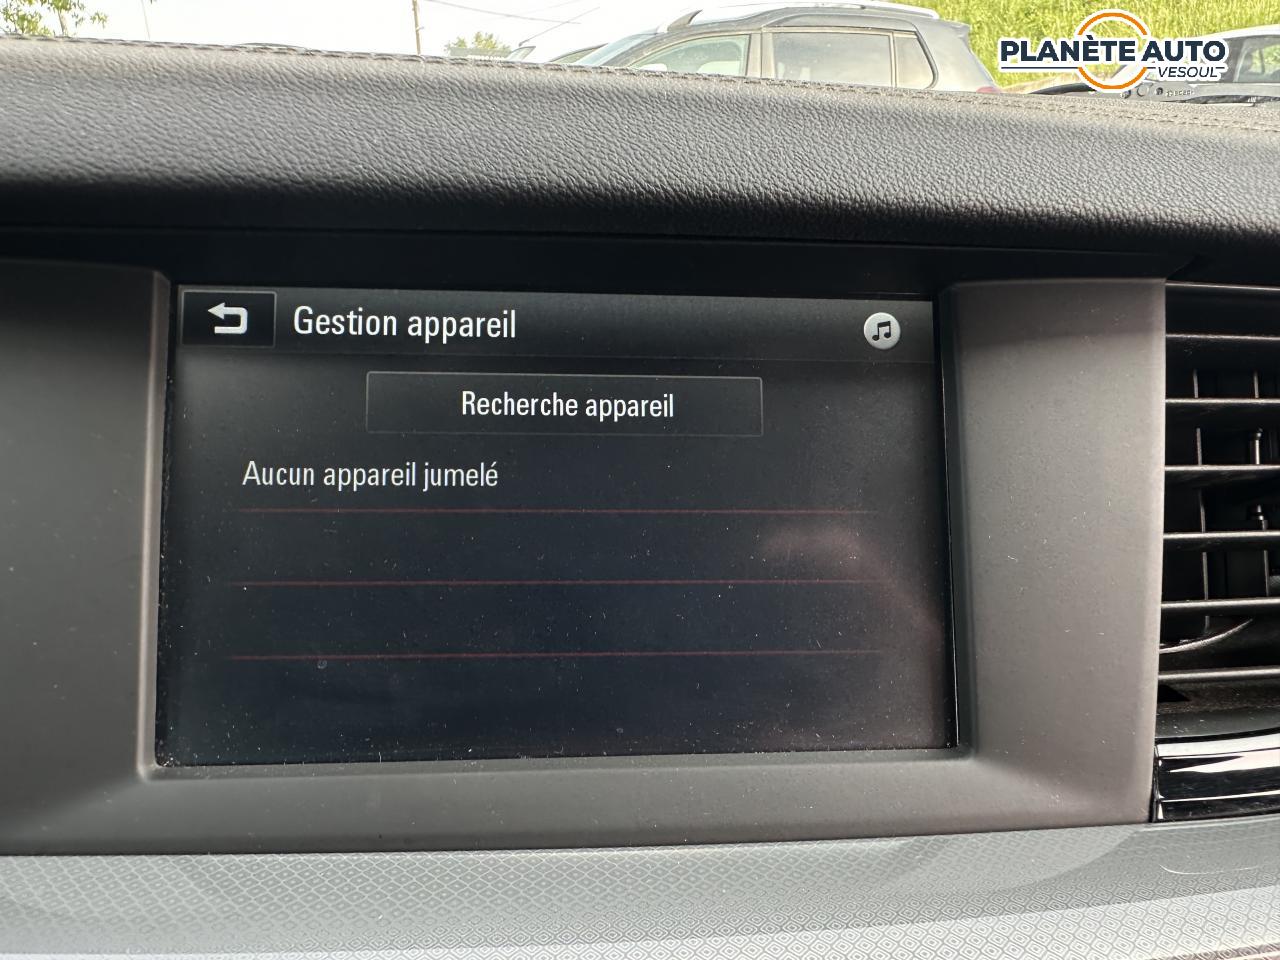 PLANÈTE AUTO
VESOUL
Gestion appareil
Recherche appareil
Aucun appareil jumelé